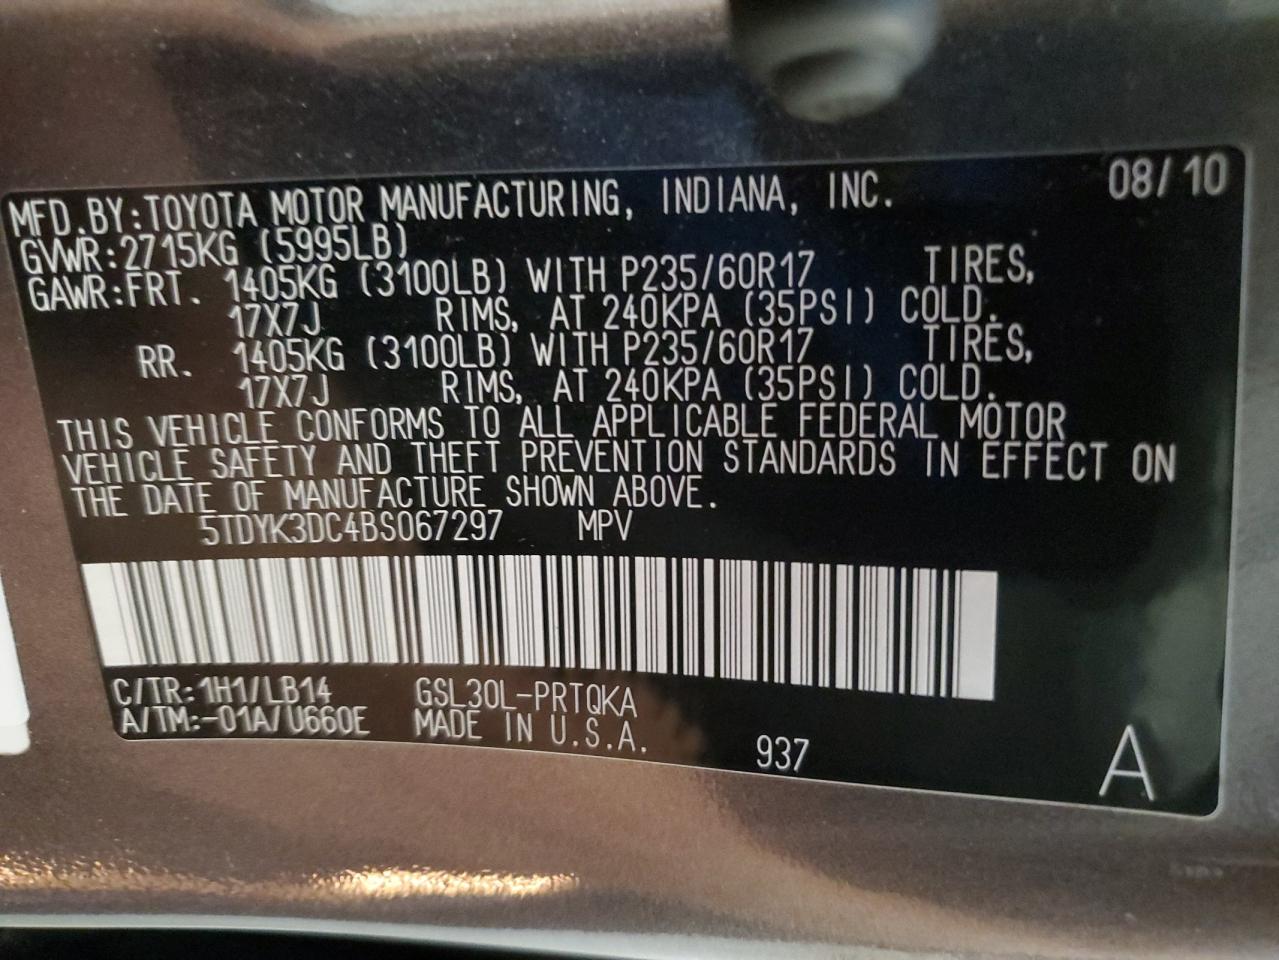 08/10
MFD.BY:TOYOTA MOTOR MANUFACTURING, INDIANA, INC.
GVWR:2715KG (5995LB)
GAWR:FRT. 1405KG (3100LB) WITH P235/60R17 TIRES,
17X7J RIMS, AT 240KPA (35PSI) COLD.
RR. 1405KG (3100LB) WITH P235/60R17 TIRES,
17X7J RIMS, AT 240KPA (35PSI) COLD.
THIS VEHICLE CONFORMS TO ALL APPLICABLE FEDERAL MOTOR
VEHICLE SAFETY AND THEFT PREVENTION STANDARDS IN EFFECT ON
THE DATE OF MANUFACTURE SHOWN ABOVE.
5TDYK3DC4BS067297 MPV
C/TR:1H1/LB14 GSL30L-PRTQKA
A/TM:-01A/U660E MADE IN U.S.A.
937
A